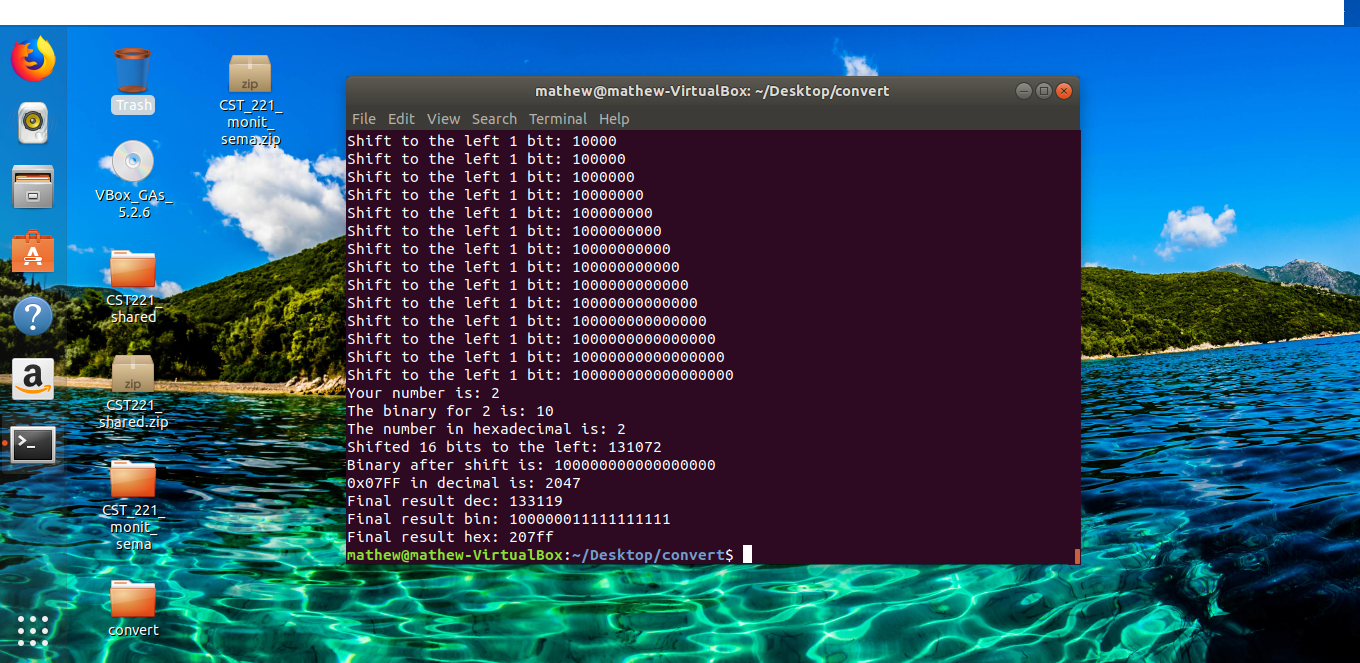 mathew@mathew-VirtualBox: ~/Desktop/convert
File Edit View Search Terminal Help
Shift to the left 1 bit: 10000
Shift to the left 1 bit: 100000
Shift to the left 1 bit: 1000000
Shift to the left 1 bit: 10000000
Shift to the left 1 bit: 100000000
Shift to the left 1 bit: 1000000000
Shift to the left 1 bit: 10000000000
Shift to the left 1 bit: 100000000000
Shift to the left 1 bit: 1000000000000
Shift to the left 1 bit: 10000000000000
Shift to the left 1 bit: 100000000000000
Shift to the left 1 bit: 1000000000000000
Shift to the left 1 bit: 10000000000000000
Shift to the left 1 bit: 100000000000000000
Your number is: 2
The binary for 2 is: 10
The number in hexadecimal is: 2
Shifted 16 bits to the left: 131072
Binary after shift is: 100000000000000000
0x07FF in decimal is: 2047
Final result dec: 133119
Final result bin: 100000011111111111
Final result hex: 207ff
mathew@mathew-VirtualBox:~/Desktop/convert$
Trash
VBox_GAs_
5.2.6
CST221_
shared
zip
CST221_
shared.zip
CST_221_
monit_
sema
convert
zip
CST_221_
monit_
sema.zip